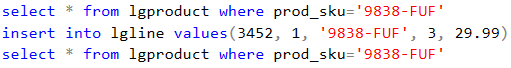 select * from lgproduct where prod_sku='9838-FUF'
insert into lgline values(3452, 1, '9838-FUF', 3, 29.99)
select * from lgproduct where prod_sku='9838-FUF'